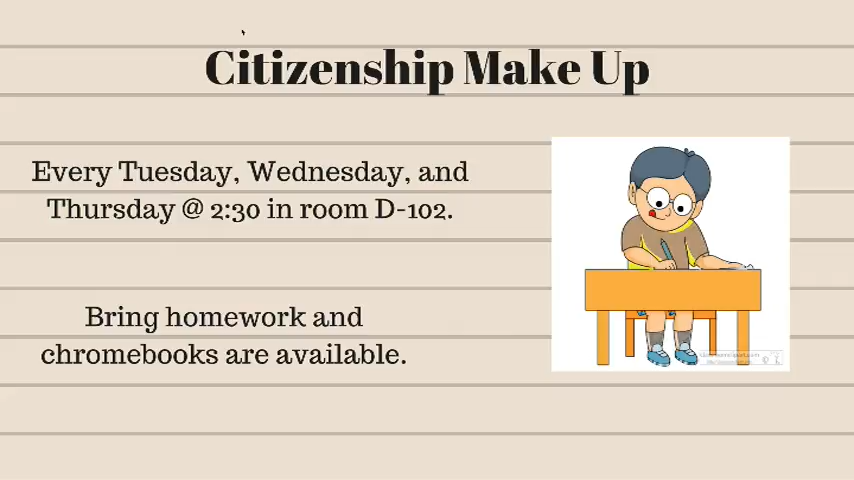 Citizenship Make Up
Every Tuesday, Wednesday, and
Thursday @ 2:30 in room D-102.
Bring homework and
chromebooks are available.